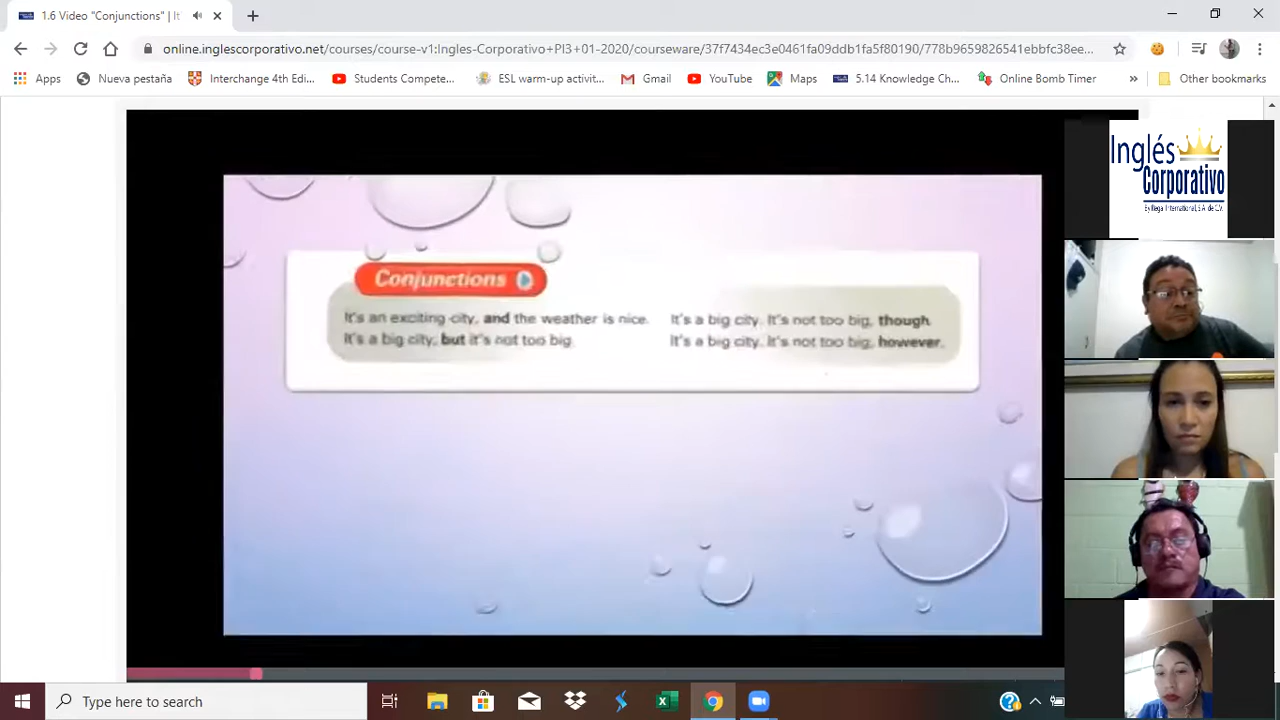 1.6 Video "Conjunctions" | It
online.inglescorporativo.net/courses/course-v1:Ingles-Corporativo+PI3+01-2020/courseware/37f7434ec3e0461fa09ddb1fa5f80190/778b9659826541ebbfc38ee...
Apps
Nueva pestaña
Interchange 4th Edi...
Students Compete...
ESL warm-up activit...
Gmail
YouTube
Maps
5.14 Knowledge Ch...
Online Bomb Timer
»
Other bookmarks
Inglés
Corporativo
Conjunctions
It's an exciting city, and the weather is nice.
It's a big city, but it's not too big.
It's a big city. It's not too big, though.
It's a big city. It's not too big, however.
Type here to search